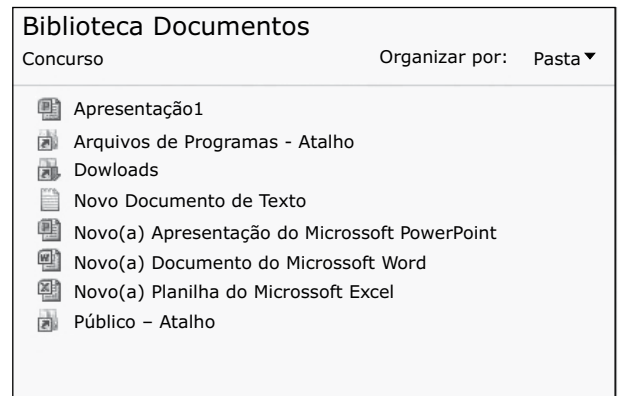 Biblioteca Documentos
Concurso Organizar por: Pasta
Apresentação1
Arquivos de Programas - Atalho
Dowloads
Novo Documento de Texto
Novo(a) Apresentação do Microssoft PowerPoint
Novo(a) Documento do Microssoft Word
Novo(a) Planilha do Microssoft Excel
Público – Atalho